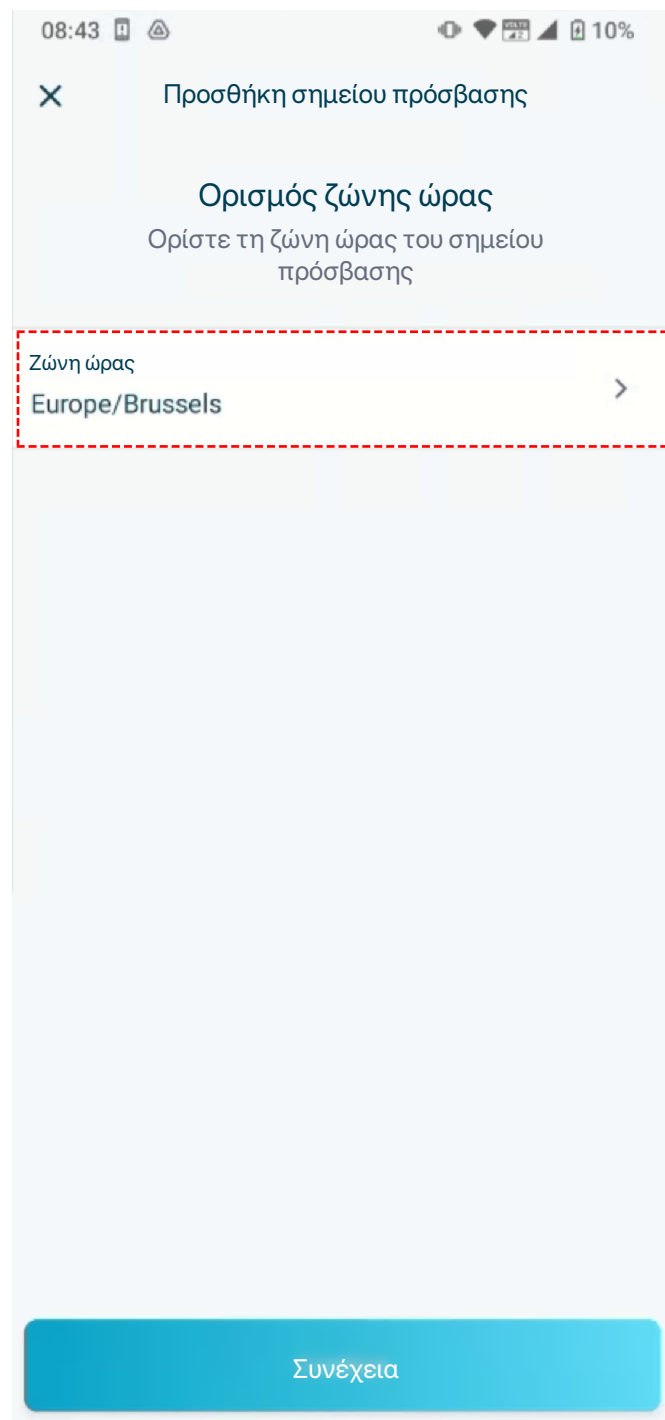 08:43
10%
Προσθήκη σημείου πρόσβασης
Ορισμός ζώνης ώρας
Ορίστε τη ζώνη ώρας του σημείου
πρόσβασης
Ζώνη ώρας
Europe/Brussels
Συνέχεια